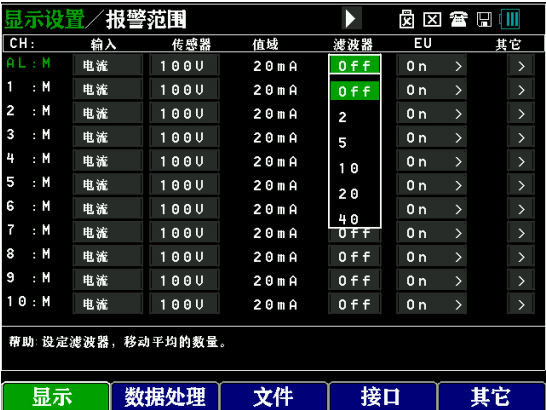 显示设置/报警范围
CH: 输入 传感器 值域 滤波器 EU 其它
AL:M 电流 100V 20mA Off On >
1 :M 电流 100V 20mA Off On >
2 :M 电流 100V 20mA 2 On >
3 :M 电流 100V 20mA 5 On >
4 :M 电流 100V 20mA 10 On >
5 :M 电流 100V 20mA 20 On >
6 :M 电流 100V 20mA 40 On >
7 :M 电流 100V 20mA Off On >
8 :M 电流 100V 20mA Off On >
9 :M 电流 100V 20mA Off On >
10:M 电流 100V 20mA Off On >
帮助:设定滤波器，移动平均的数量。
显示 数据处理 文件 接口 其它